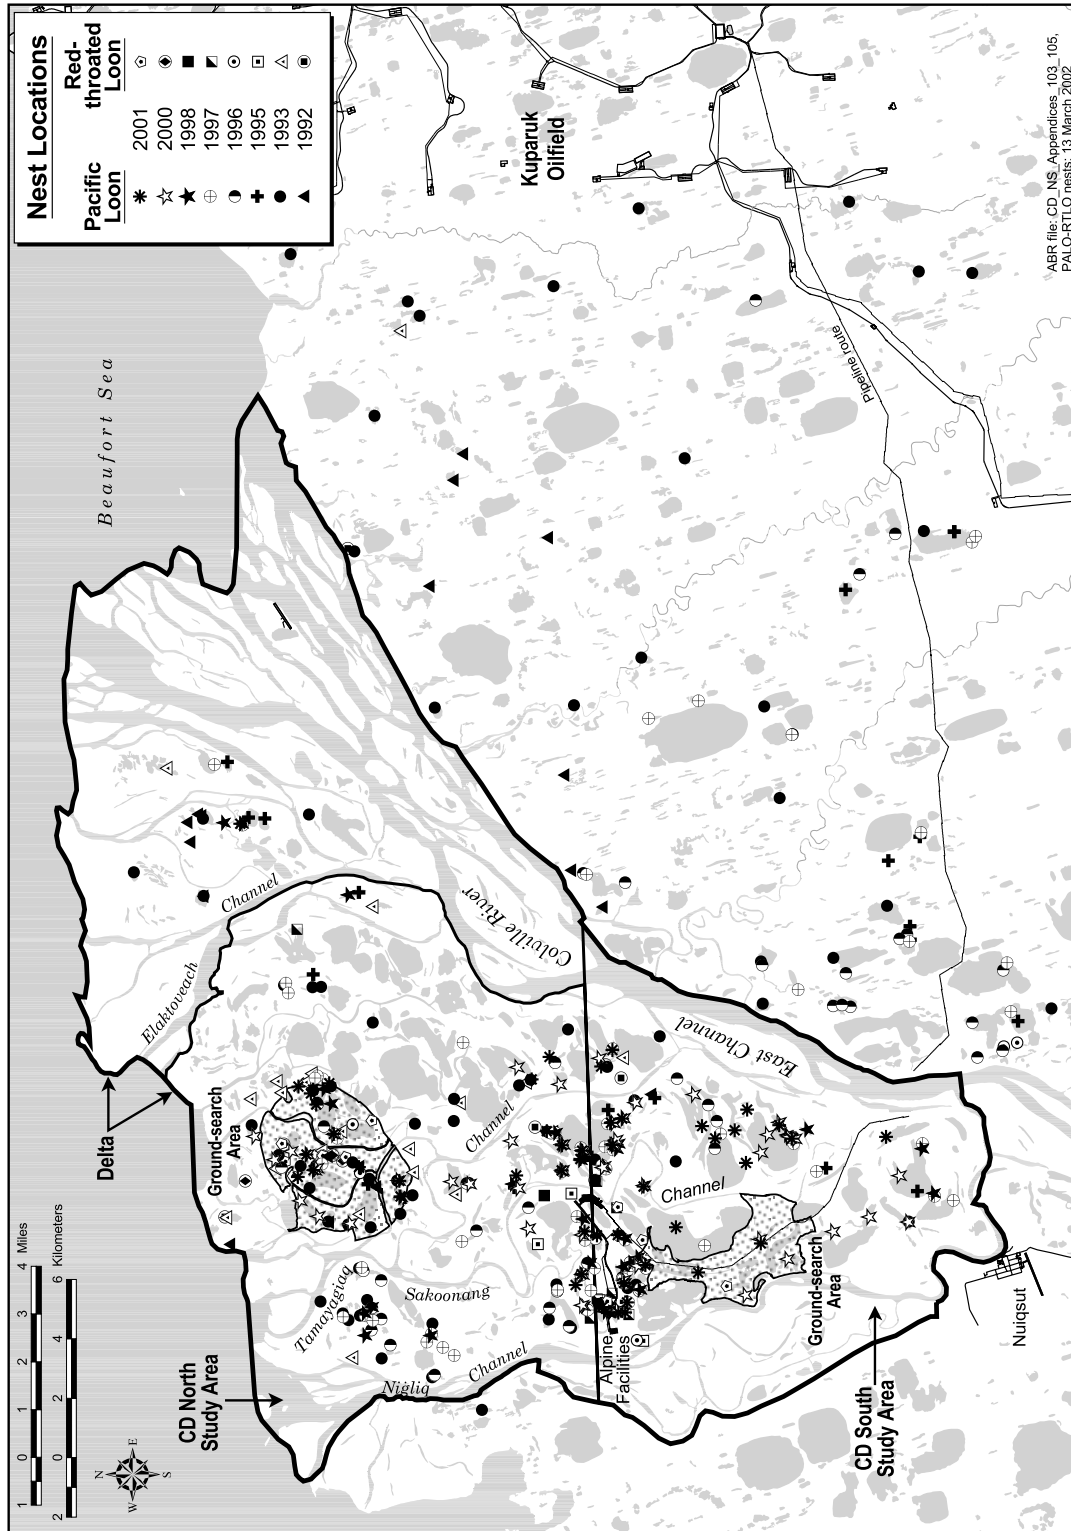 Nest Locations
Pacific
Loon
Red-
throated
Loon
2001
2000
1998
1997
1996
1995
1993
1992
Beaufort Sea
Kuparuk
Oilfield
Pipeline route
ABR file: CD_NS_Appendices_103_105,
PALO-RTLO nests; 13 March 2002
Delta
Elaktoveach
Channel
Colville River
East Channel
Ground-search
Area
Tamayagiaq
Sakoonang
Channel
Channel
Nigliq
Channel
CD North
Study Area
Alpine
Facilities
Ground-search
Area
CD South
Study Area
Nuiqsut
1 0 1 2 3 4 Miles
2 0 2 4 6 Kilometers
N
E
S
W